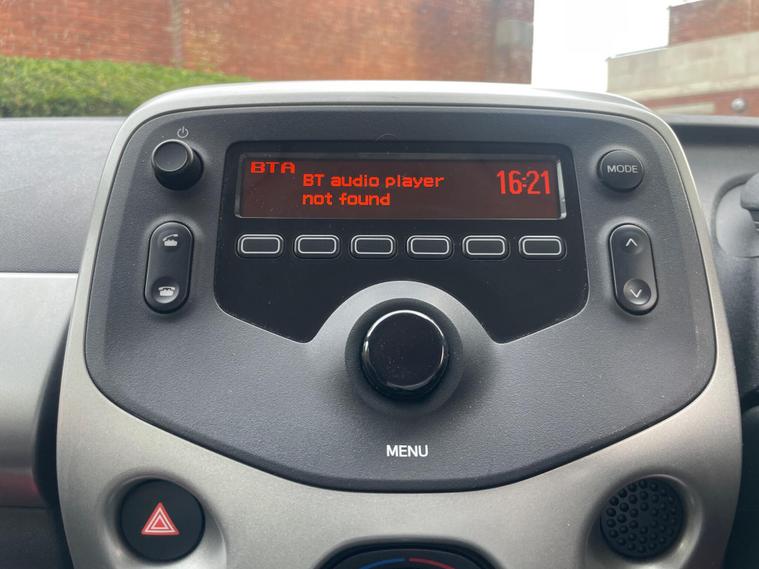 BTA
BT audio player
not found
16:21
MODE
MENU